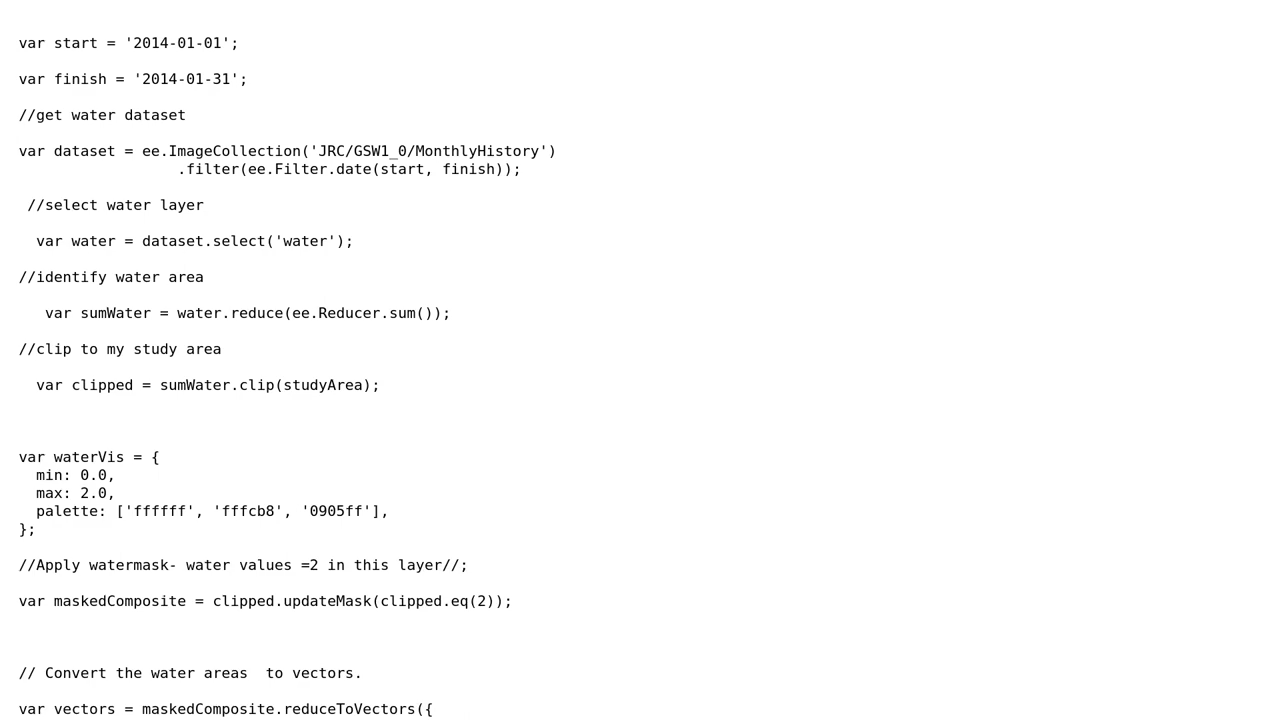 var start = '2014-01-01';
var finish = '2014-01-31';
//get water dataset
var dataset = ee.ImageCollection('JRC/GSW1_0/MonthlyHistory')
                  .filter(ee.Filter.date(start, finish));
 //select water layer
  var water = dataset.select('water');
//identify water area
   var sumWater = water.reduce(ee.Reducer.sum());
//clip to my study area
  var clipped = sumWater.clip(studyArea);
var waterVis = {
  min: 0.0,
  max: 2.0,
  palette: ['ffffff', 'fffcb8', '0905ff'],
};
//Apply watermask- water values =2 in this layer//;
var maskedComposite = clipped.updateMask(clipped.eq(2));
// Convert the water areas  to vectors.
var vectors = maskedComposite.reduceToVectors({